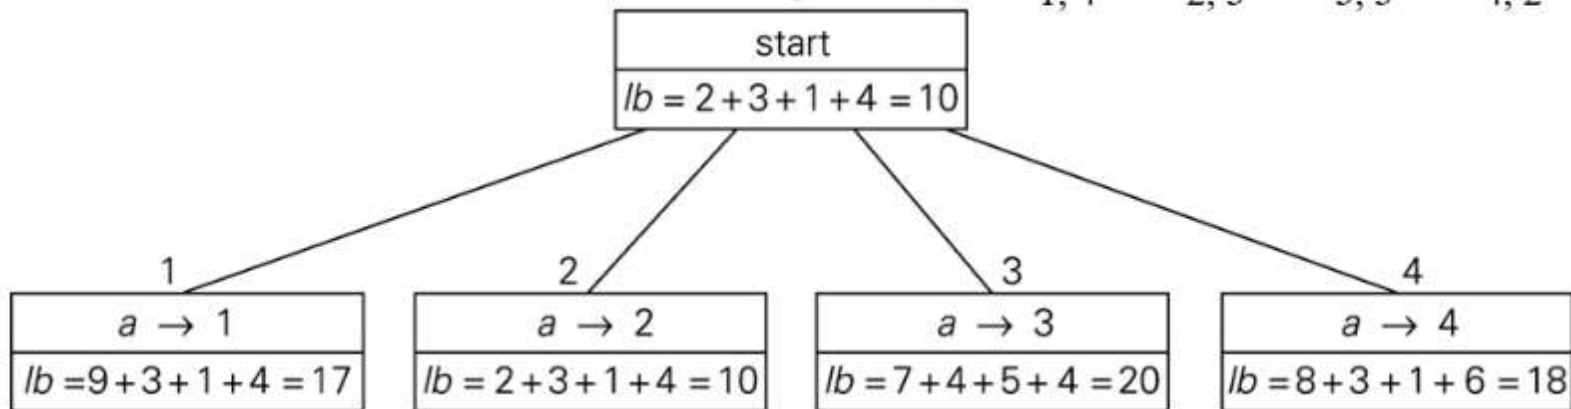 start
lb = 2+3+1+4 = 10
1 2 3 4
a → 1 a → 2 a → 3 a → 4
lb =9+3+1+4 =17 lb = 2+3+1+4 =10 lb =7+4+5+4 =20 lb =8+3 +1+6 =18